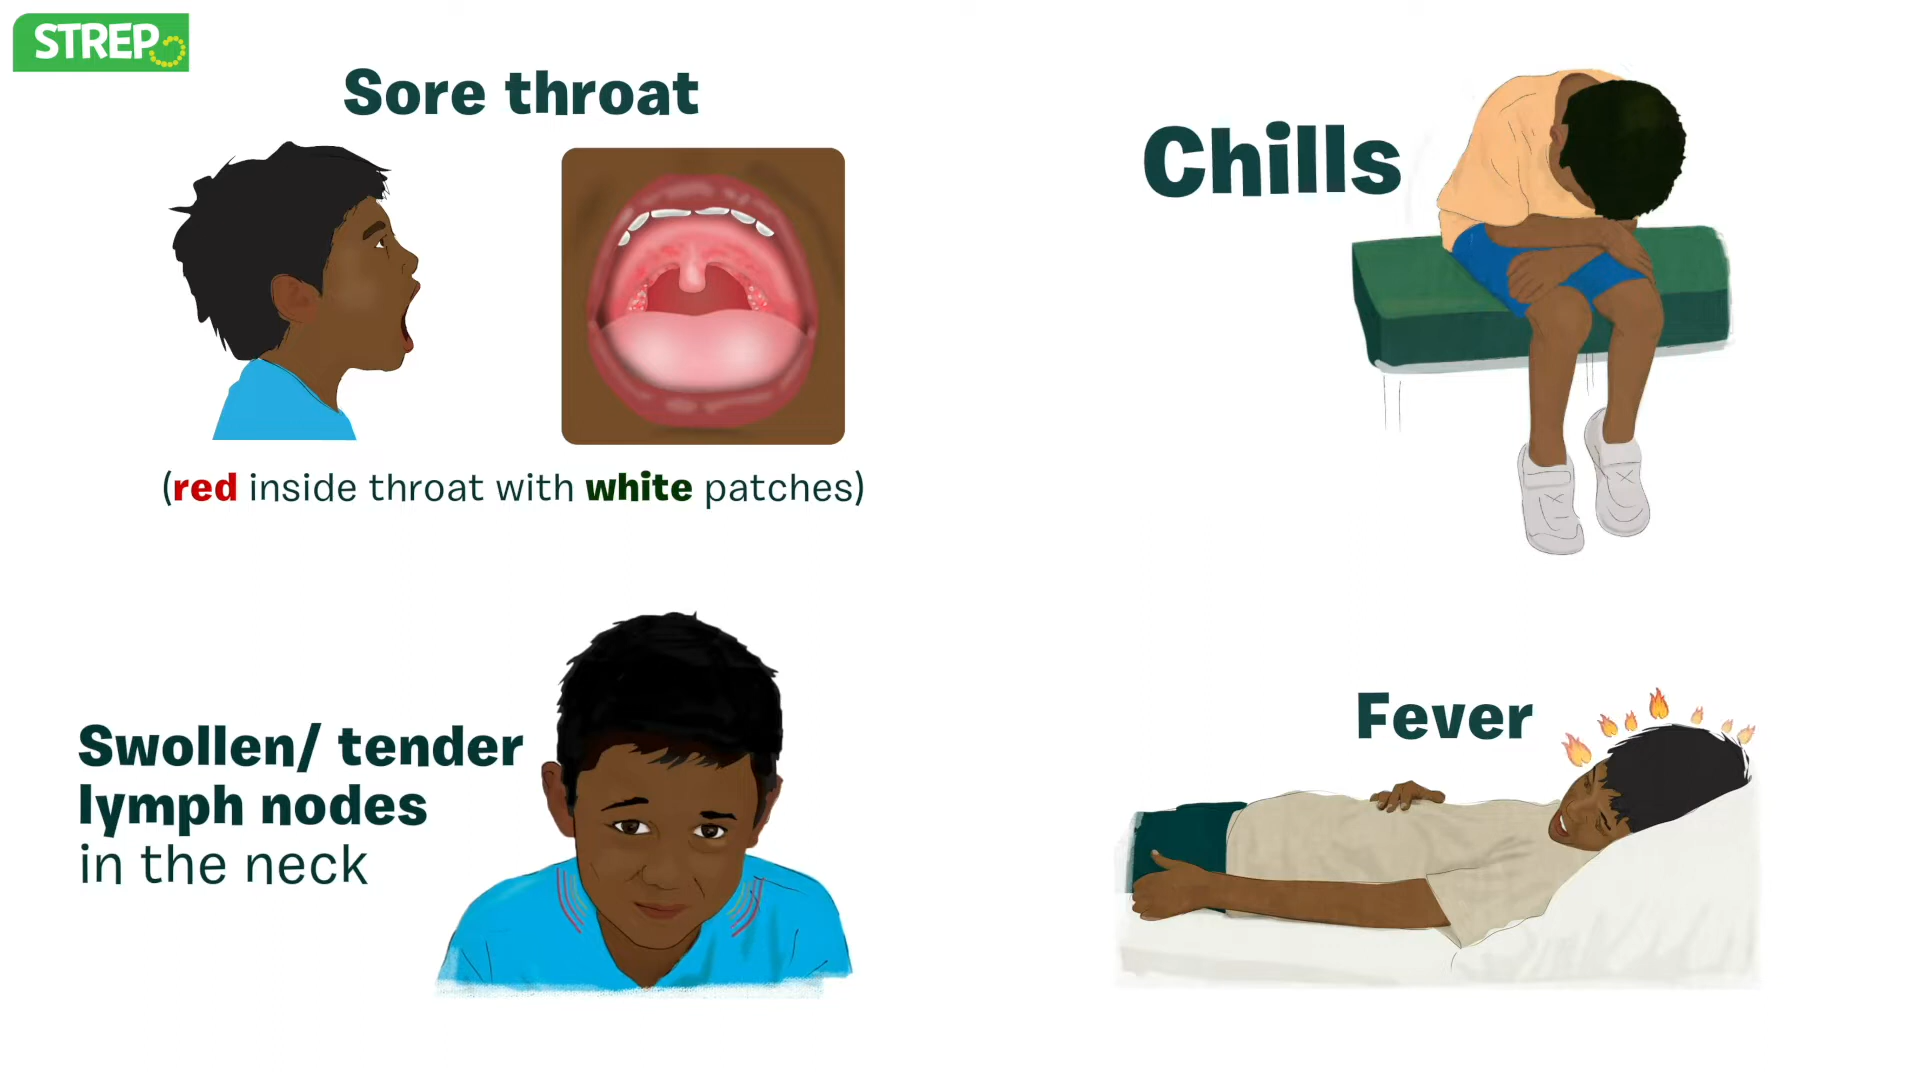 STREP
Sore throat
(red inside throat with white patches)
Chills
Swollen/ tender
lymph nodes
in the neck
Fever